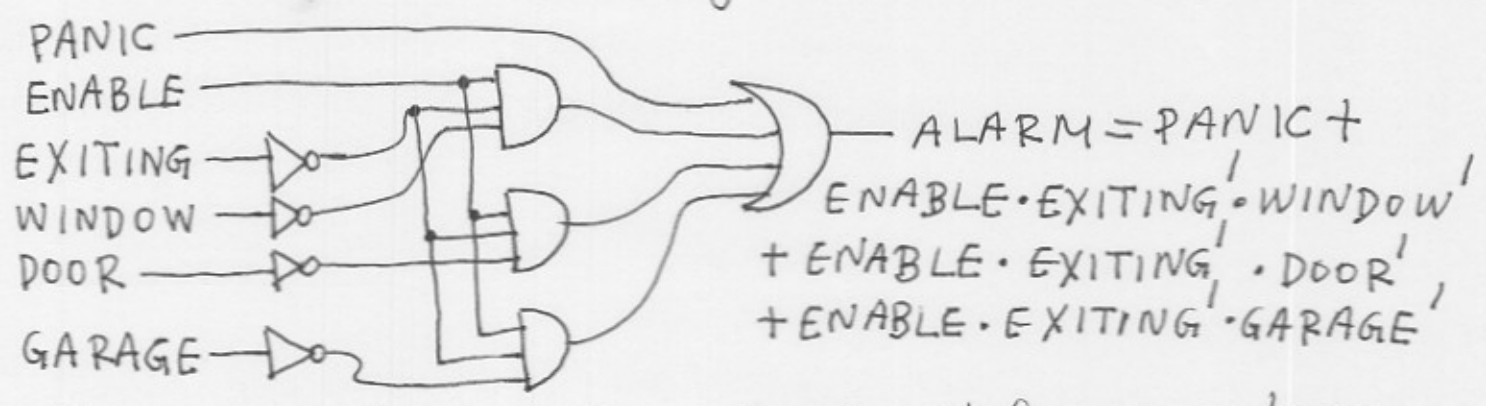 PANIC
ENABLE
EXITING
WINDOW
DOOR
GARAGE
ALARM = PANIC +
ENABLE · EXITING' · WINDOW'
+ ENABLE · EXITING' · DOOR'
+ ENABLE · EXITING' · GARAGE'